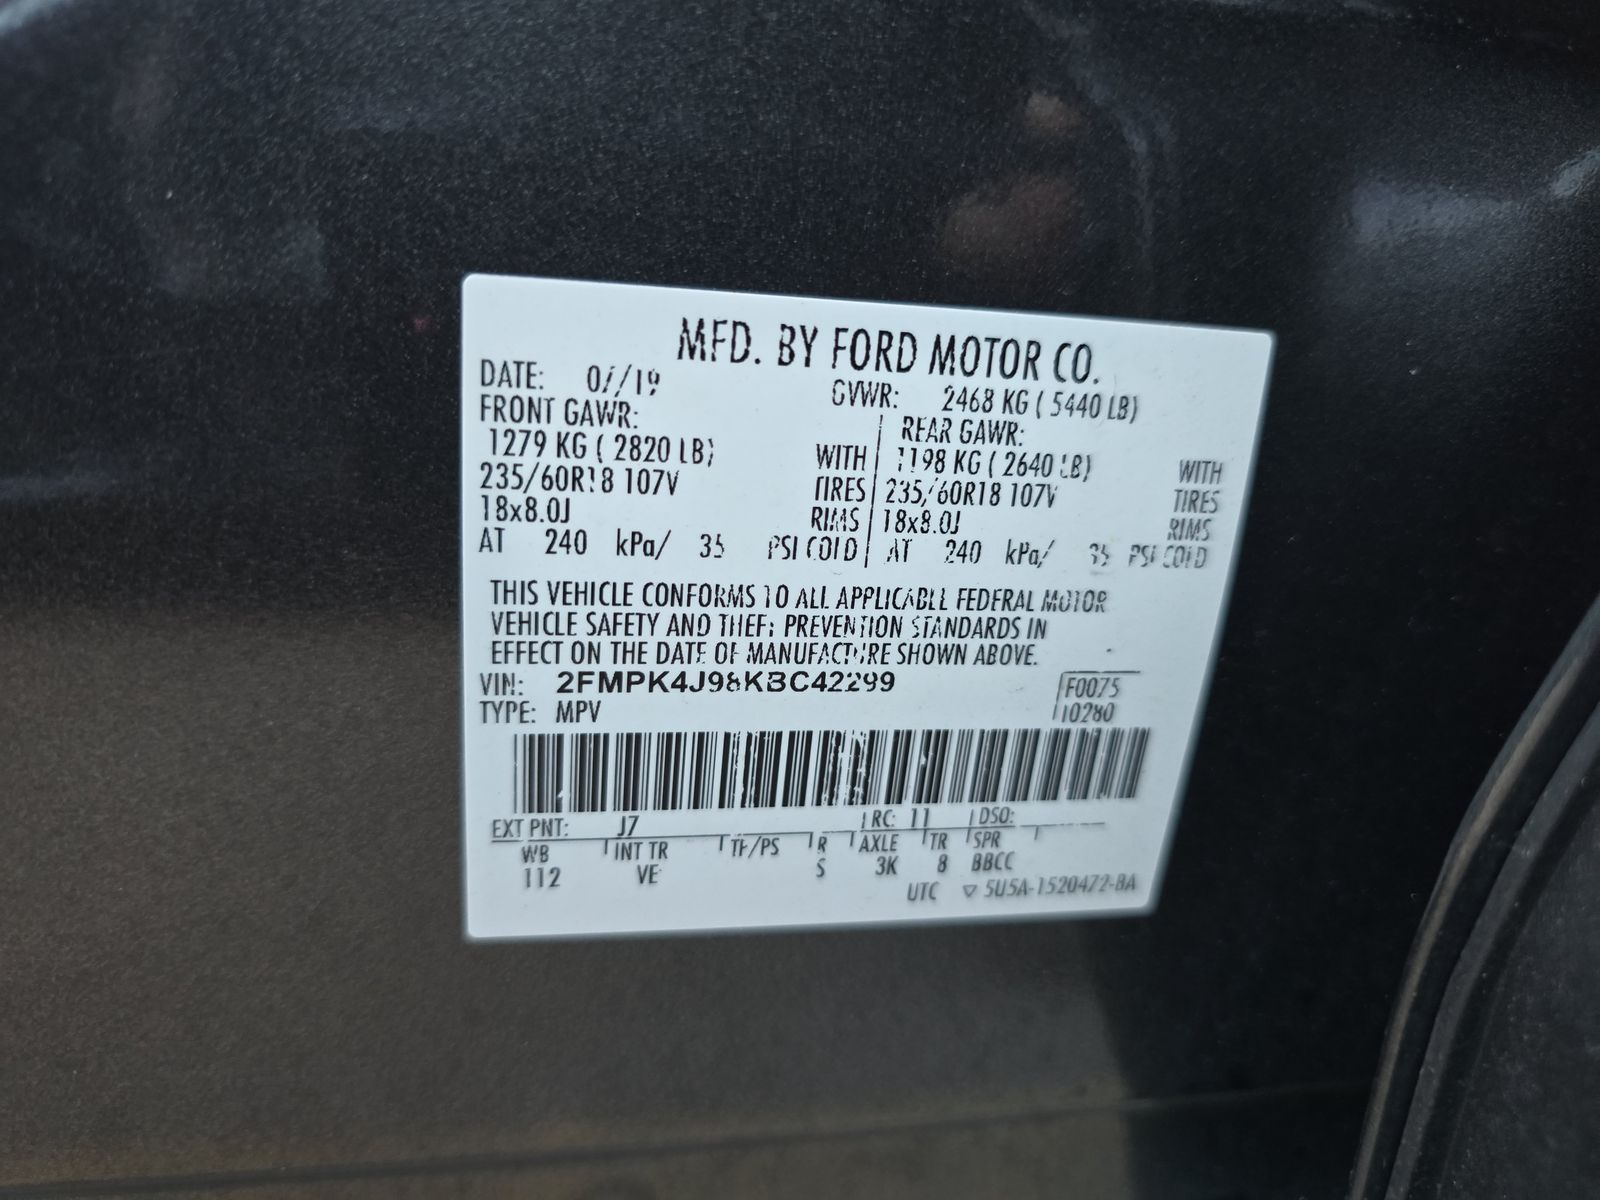 MFD. BY FORD MOTOR CO.
DATE: 07/19 GVWR: 2468 KG ( 5440 LB)
FRONT GAWR: REAR GAWR:
1279 KG ( 2820 LB) WITH 1198 KG ( 2640 LB) WITH
235/60R18 107V TIRES 235/60R18 107V TIRES
18x8.0J RIMS 18x8.0J RIMS
AT 240 kPa/ 35 PSI COLD AT 240 kPa/ 35 PSI COLD
THIS VEHICLE CONFORMS TO ALL APPLICABLE FEDERAL MOTOR
VEHICLE SAFETY AND THEFT PREVENTION STANDARDS IN
EFFECT ON THE DATE OF MANUFACTURE SHOWN ABOVE.
VIN: 2FMPK4J98KBC42299 F0075
TYPE: MPV 10280
EXT PNT: J7 RC: 11 DSO:
WB INT TR TP/PS R AXLE TR SPR
112 VE S 3K 8 BBCC
UTC ▽ 5U5A-1520472-BA